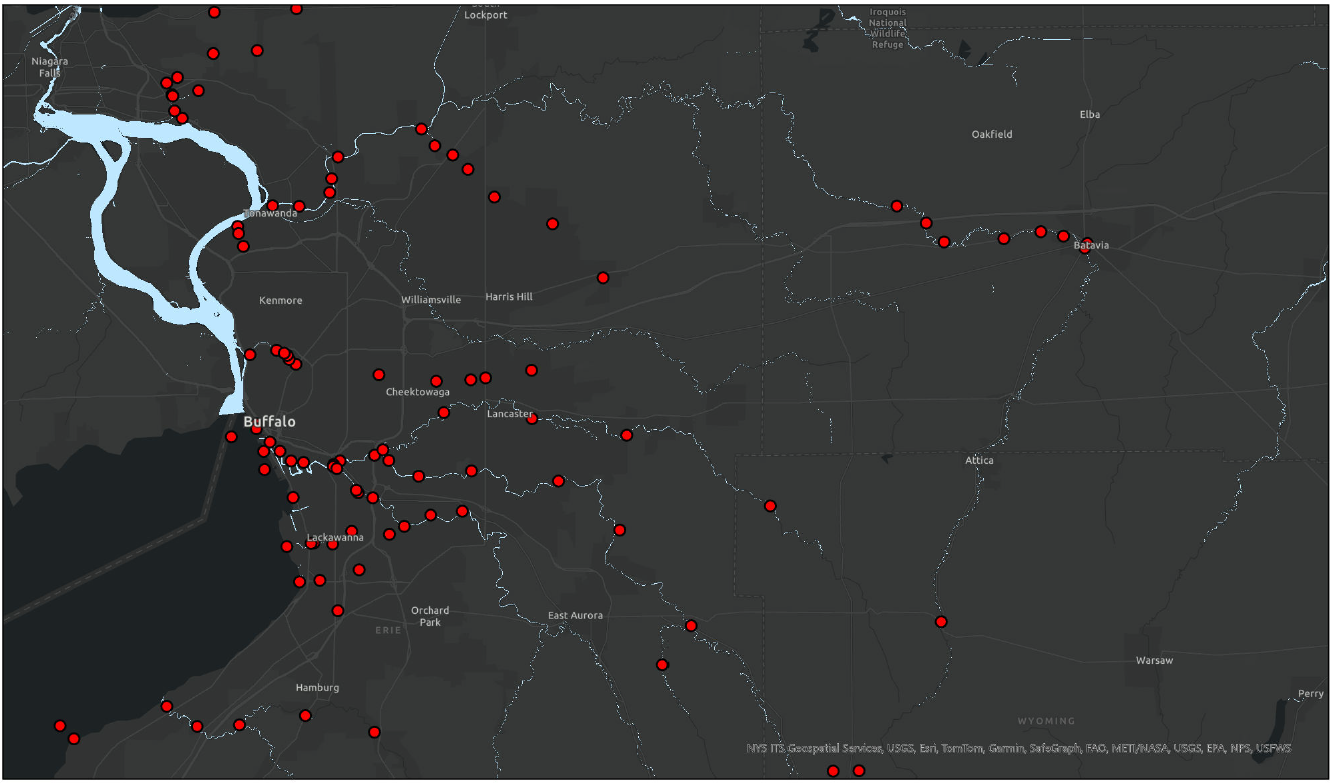 South
Lockport
Iroquois
National
Wildlife
Refuge
Niagara
Falls
Elba
Oakfield
Tonawanda
Batavia
Kenmore
Williamsville
Harris Hill
Cheektowaga
Lancaster
Buffalo
Attica
Lackawanna
Orchard
Park
East Aurora
ERIE
Warsaw
Hamburg
Perry
WYOMING
NYS ITS Geospatial Services, USGS, Esri, TomTom, Garmin, SafeGraph, FAO, METI/NASA, USGS, EPA, NPS, USFWS